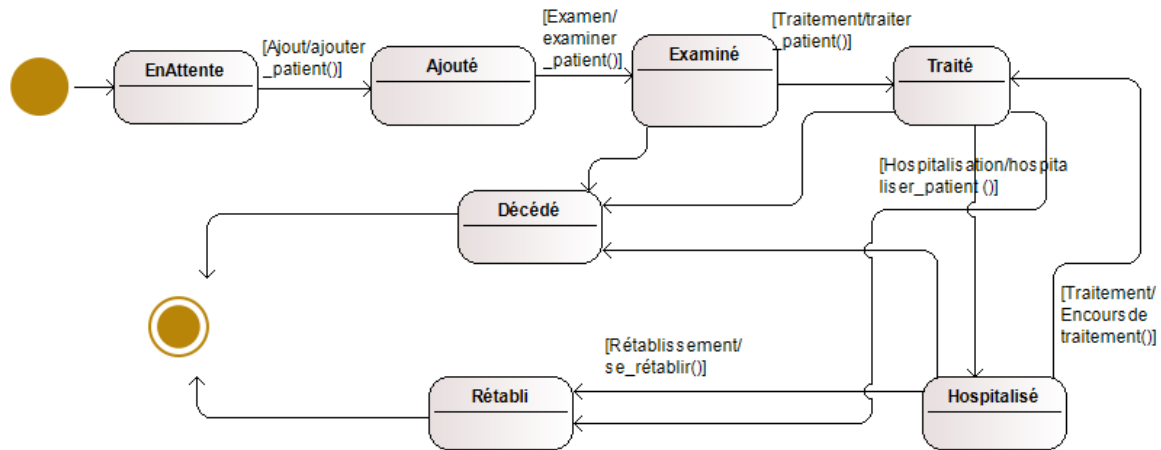 [Examen/
examiner
_patient()]
[Traitement/traiter
_patient()]
[Ajout/ajouter
_patient()]
EnAttente
Ajouté
Examiné
Traité
[Hospitalisation/hospita
liser_patient ()]
Décédé
[Traitement/
Encours de
traitement()]
[Rétablissement/
se_rétablir()]
Rétabli
Hospitalisé